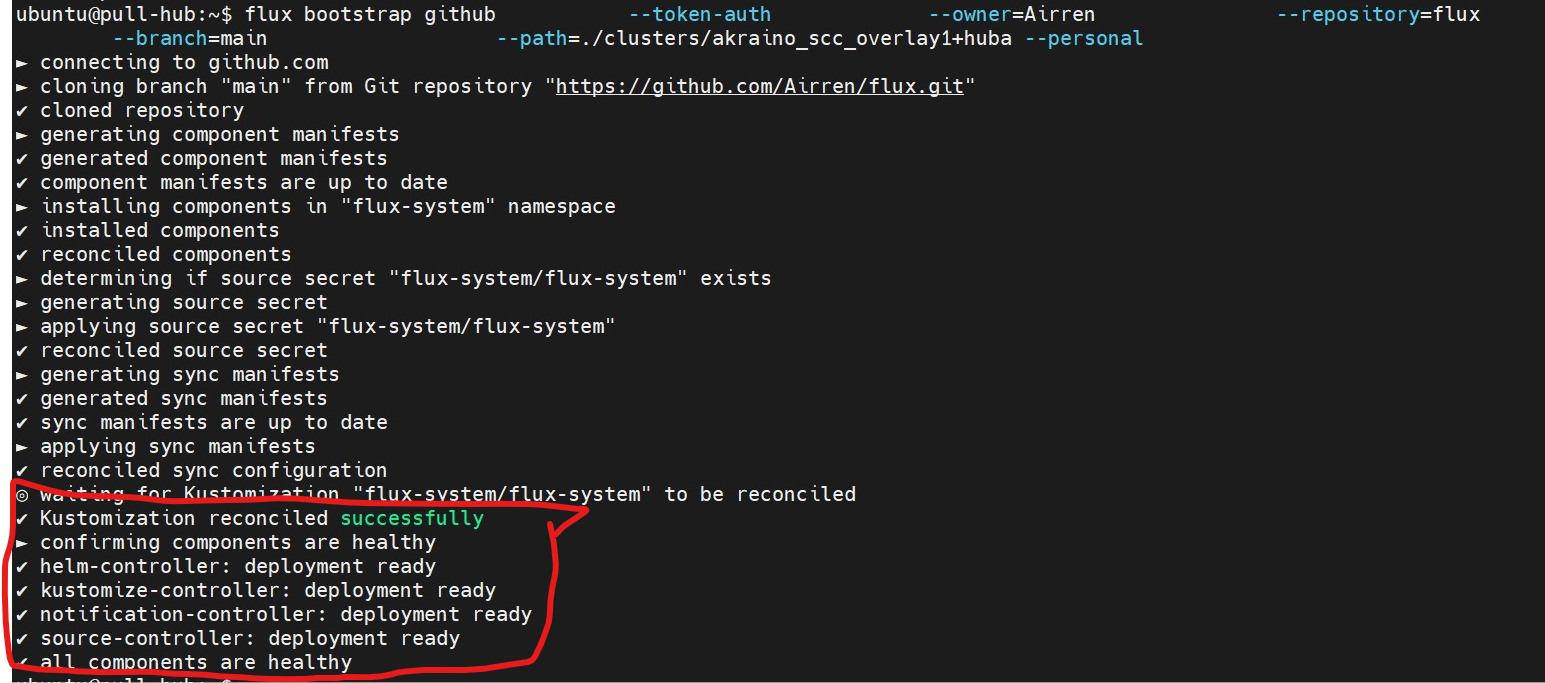 ubuntu@pull-hub:~$ flux bootstrap github --token-auth --owner=Airren --repository=flux
--branch=main --path=./clusters/akraino_scc_overlay1+huba --personal
► connecting to github.com
► cloning branch "main" from Git repository "https://github.com/Airren/flux.git"
✔ cloned repository
► generating component manifests
✔ generated component manifests
✔ component manifests are up to date
► installing components in "flux-system" namespace
✔ installed components
✔ reconciled components
► determining if source secret "flux-system/flux-system" exists
► generating source secret
► applying source secret "flux-system/flux-system"
✔ reconciled source secret
► generating sync manifests
✔ generated sync manifests
✔ sync manifests are up to date
► applying sync manifests
✔ reconciled sync configuration
◎ waiting for Kustomization "flux-system/flux-system" to be reconciled
✔ Kustomization reconciled successfully
► confirming components are healthy
✔ helm-controller: deployment ready
✔ kustomize-controller: deployment ready
✔ notification-controller: deployment ready
✔ source-controller: deployment ready
✔ all components are healthy
ubuntu@pull-hub:~$